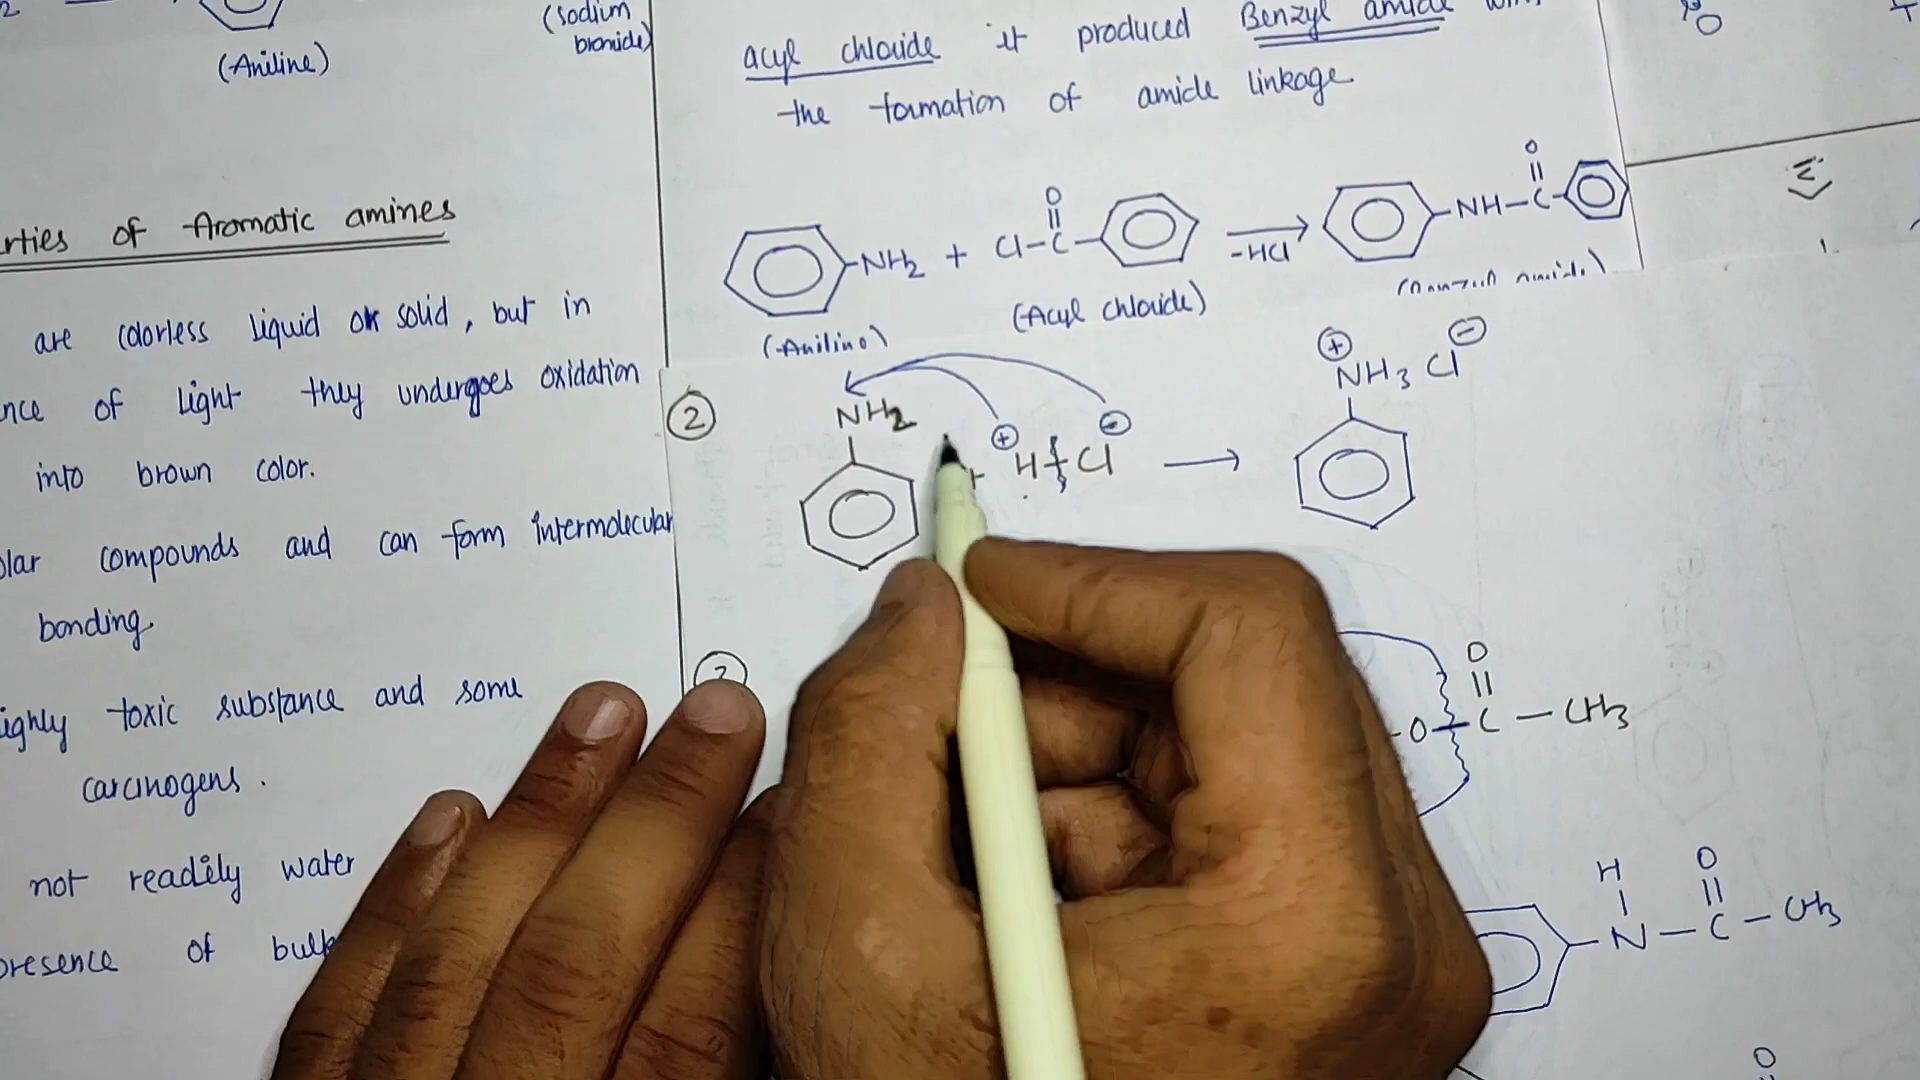 (Aniline)
(sodium
bromide)
rties of Aromatic amines
are colorless liquid or solid, but in
nce of light they undergoes oxidation
into brown color.
olar compounds and can form intermolecular
bonding.
ighly toxic substance and some
carcinogens.
not readily water
presence of bulk
acyl chloride it produced Benzyl amide
the formation of amide linkage
O O
-NH2 + Cl-C- -HCl -NH-C-
(Aniline) (Acyl chloride)
② NH2 + ⊕ H Cl ⊖ ⟶ ⊕ NH3 Cl ⊖
O
-O-C-CH3
H O
N-C-CH3
O